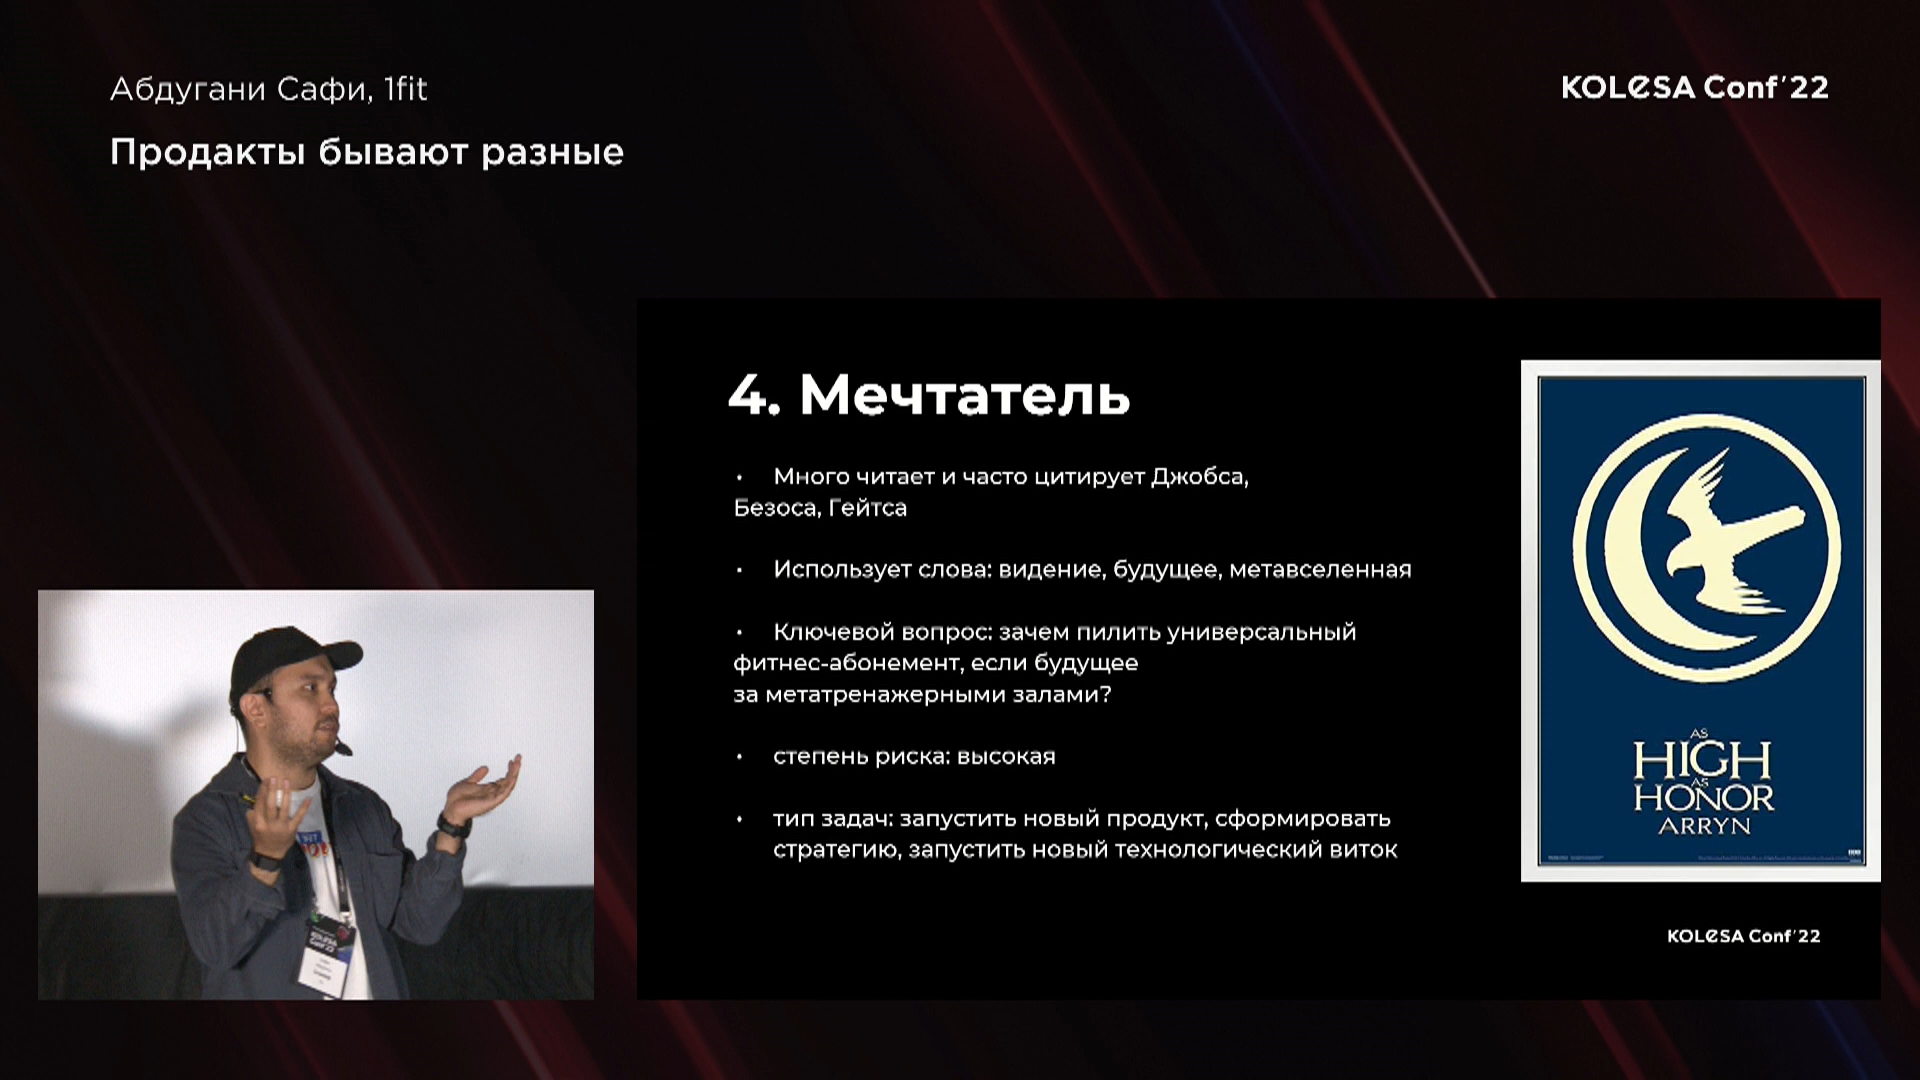 Абдугани Сафи, 1fit
KOLESA Conf'22
Продакты бывают разные
4. Мечтатель
• Много читает и часто цитирует Джобса,
Безоса, Гейтса
• Использует слова: видение, будущее, метавселенная
• Ключевой вопрос: зачем пилить универсальный
фитнес-абонемент, если будущее
за метатренажерными залами?
• степень риска: высокая
• тип задач: запустить новый продукт, сформировать
стратегию, запустить новый технологический виток
AS
HIGH
AS
HONOR
ARRYN
KOLESA Conf'22
KOLESA
Conf'22